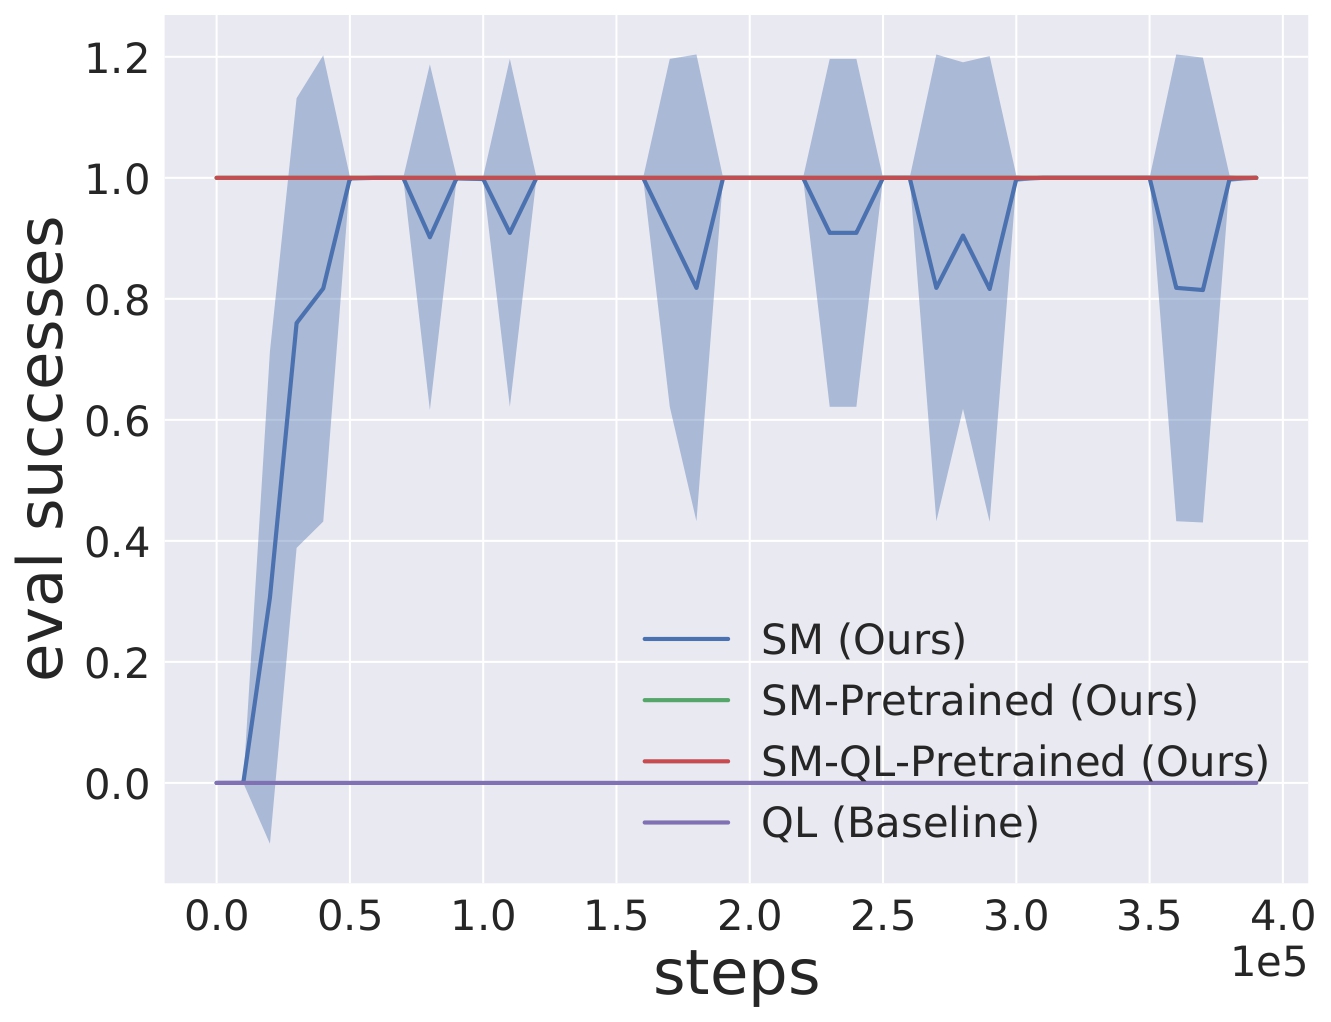 1.2
1.0
0.8
0.6
0.4
0.2
0.0
eval successes
SM (Ours)
SM-Pretrained (Ours)
SM-QL-Pretrained (Ours)
QL (Baseline)
0.0 0.5 1.0 1.5 2.0 2.5 3.0 3.5 4.0
1e5
steps